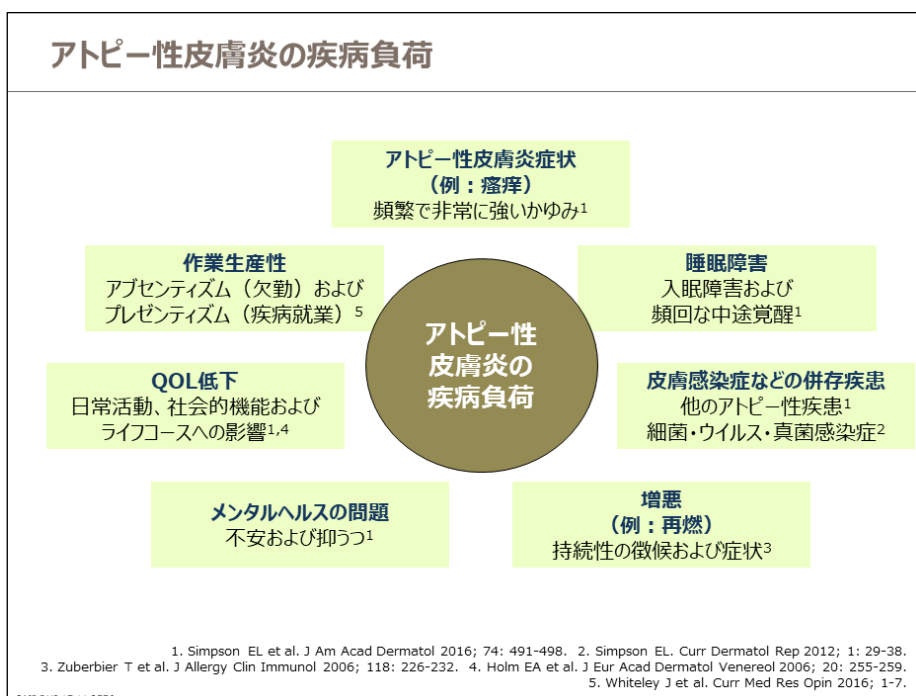 アトピー性皮膚炎の疾病負荷
アトピー性皮膚炎症状
(例:瘙痒)
頻繁で非常に強いかゆみ1
作業生産性
アブセンティズム(欠勤)および
プレゼンティズム(疾病就業)5
睡眠障害
入眠障害および
頻回な中途覚醒1
アトピー性
皮膚炎の
疾病負荷
QOL低下
日常活動、社会的機能および
ライフコースへの影響1,4
皮膚感染症などの併存疾患
他のアトピー性疾患1
細菌・ウイルス・真菌感染症2
メンタルヘルスの問題
不安および抑うつ1
増悪
(例:再燃)
持続性の徴候および症状3
1. Simpson EL et al. J Am Acad Dermatol 2016; 74: 491-498. 2. Simpson EL. Curr Dermatol Rep 2012; 1: 29-38.
3. Zuberbier T et al. J Allergy Clin Immunol 2006; 118: 226-232. 4. Holm EA et al. J Eur Acad Dermatol Venereol 2006; 20: 255-259.
5. Whiteley J et al. Curr Med Res Opin 2016; 1-7.